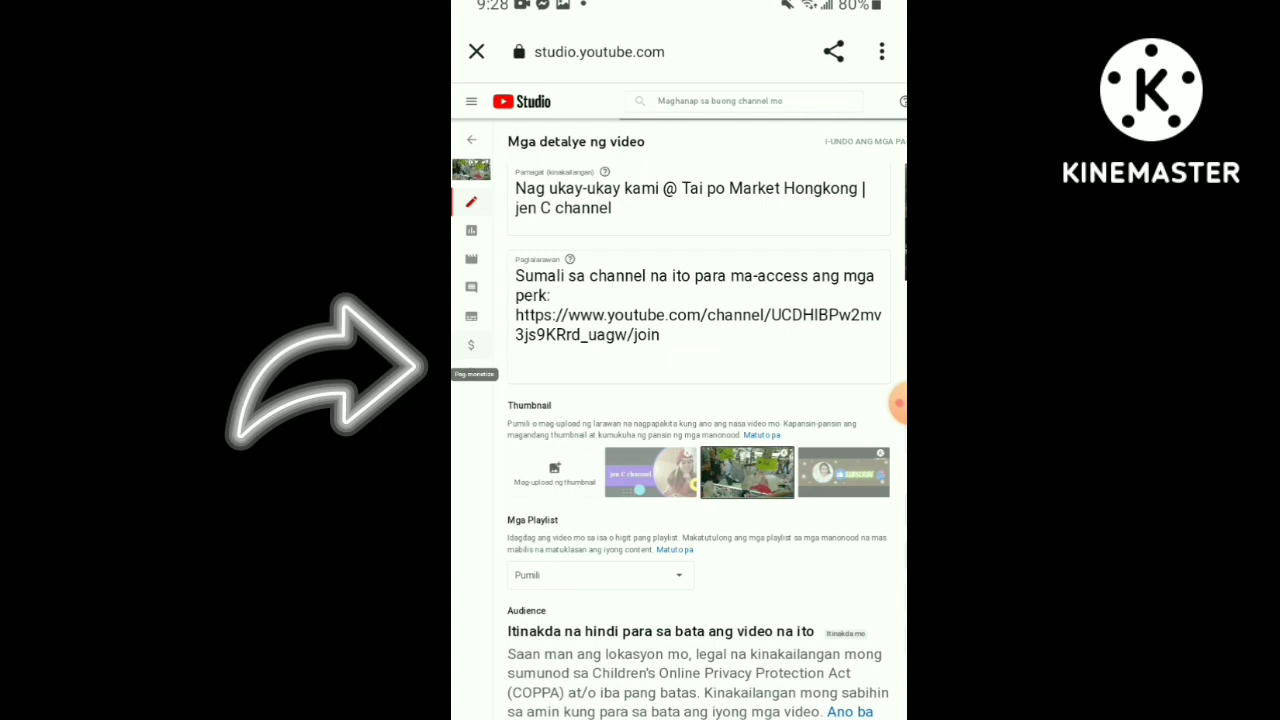 9:28
80%
studio.youtube.com
K
KINEMASTER
Studio
Maghanap sa buong channel mo
Mga detalye ng video
I-UNDO ANG MGA PA
Pamagat (kinakailangan)
Nag ukay-ukay kami @ Tai po Market Hongkong |
jen C channel
Paglalarawan
Sumali sa channel na ito para ma-access ang mga
perk:
https://www.youtube.com/channel/UCDHIBPw2mv
3js9KRrd_uagw/join
Pag-monetize
Thumbnail
Pumili o mag-upload ng larawan na nagpapakita kung ano ang nasa video mo. Kapansin-pansin ang
magandang thumbnail at kumukuha ng pansin ng mga manonood. Matuto pa
Mag-upload ng thumbnail
jen C channel
SUBSCRIBE
Mga Playlist
Idagdag ang video mo sa isa o higit pang playlist. Makatutulong ang mga playlist sa mga manonood na mas
mabilis na matuklasan ang iyong content. Matuto pa
Pumili
Audience
Itinakda na hindi para sa bata ang video na ito
Itinakda mo
Saan man ang lokasyon mo, legal na kinakailangan mong
sumunod sa Children's Online Privacy Protection Act
(COPPA) at/o iba pang batas. Kinakailangan mong sabihin
sa amin kung para sa bata ang iyong mga video. Ano ba